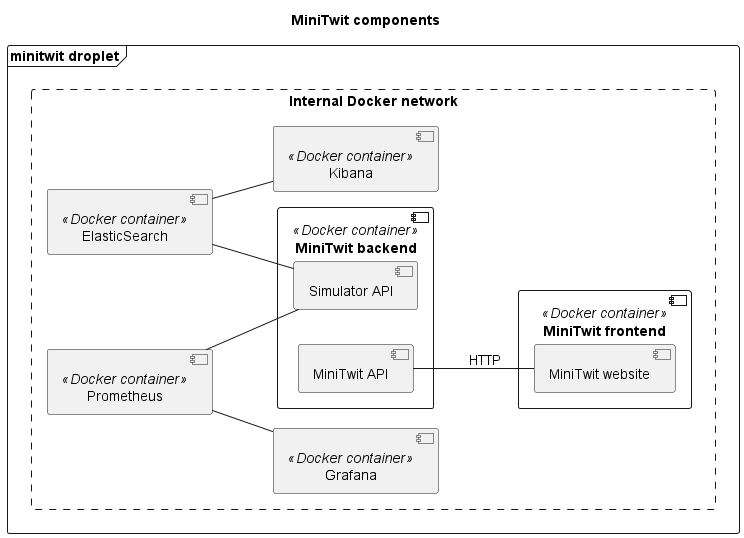 MiniTwit components
minitwit droplet
Internal Docker network
«Docker container»
Kibana
«Docker container»
ElasticSearch
«Docker container»
MiniTwit backend
Simulator API
«Docker container»
MiniTwit frontend
MiniTwit API
HTTP
MiniTwit website
«Docker container»
Prometheus
«Docker container»
Grafana